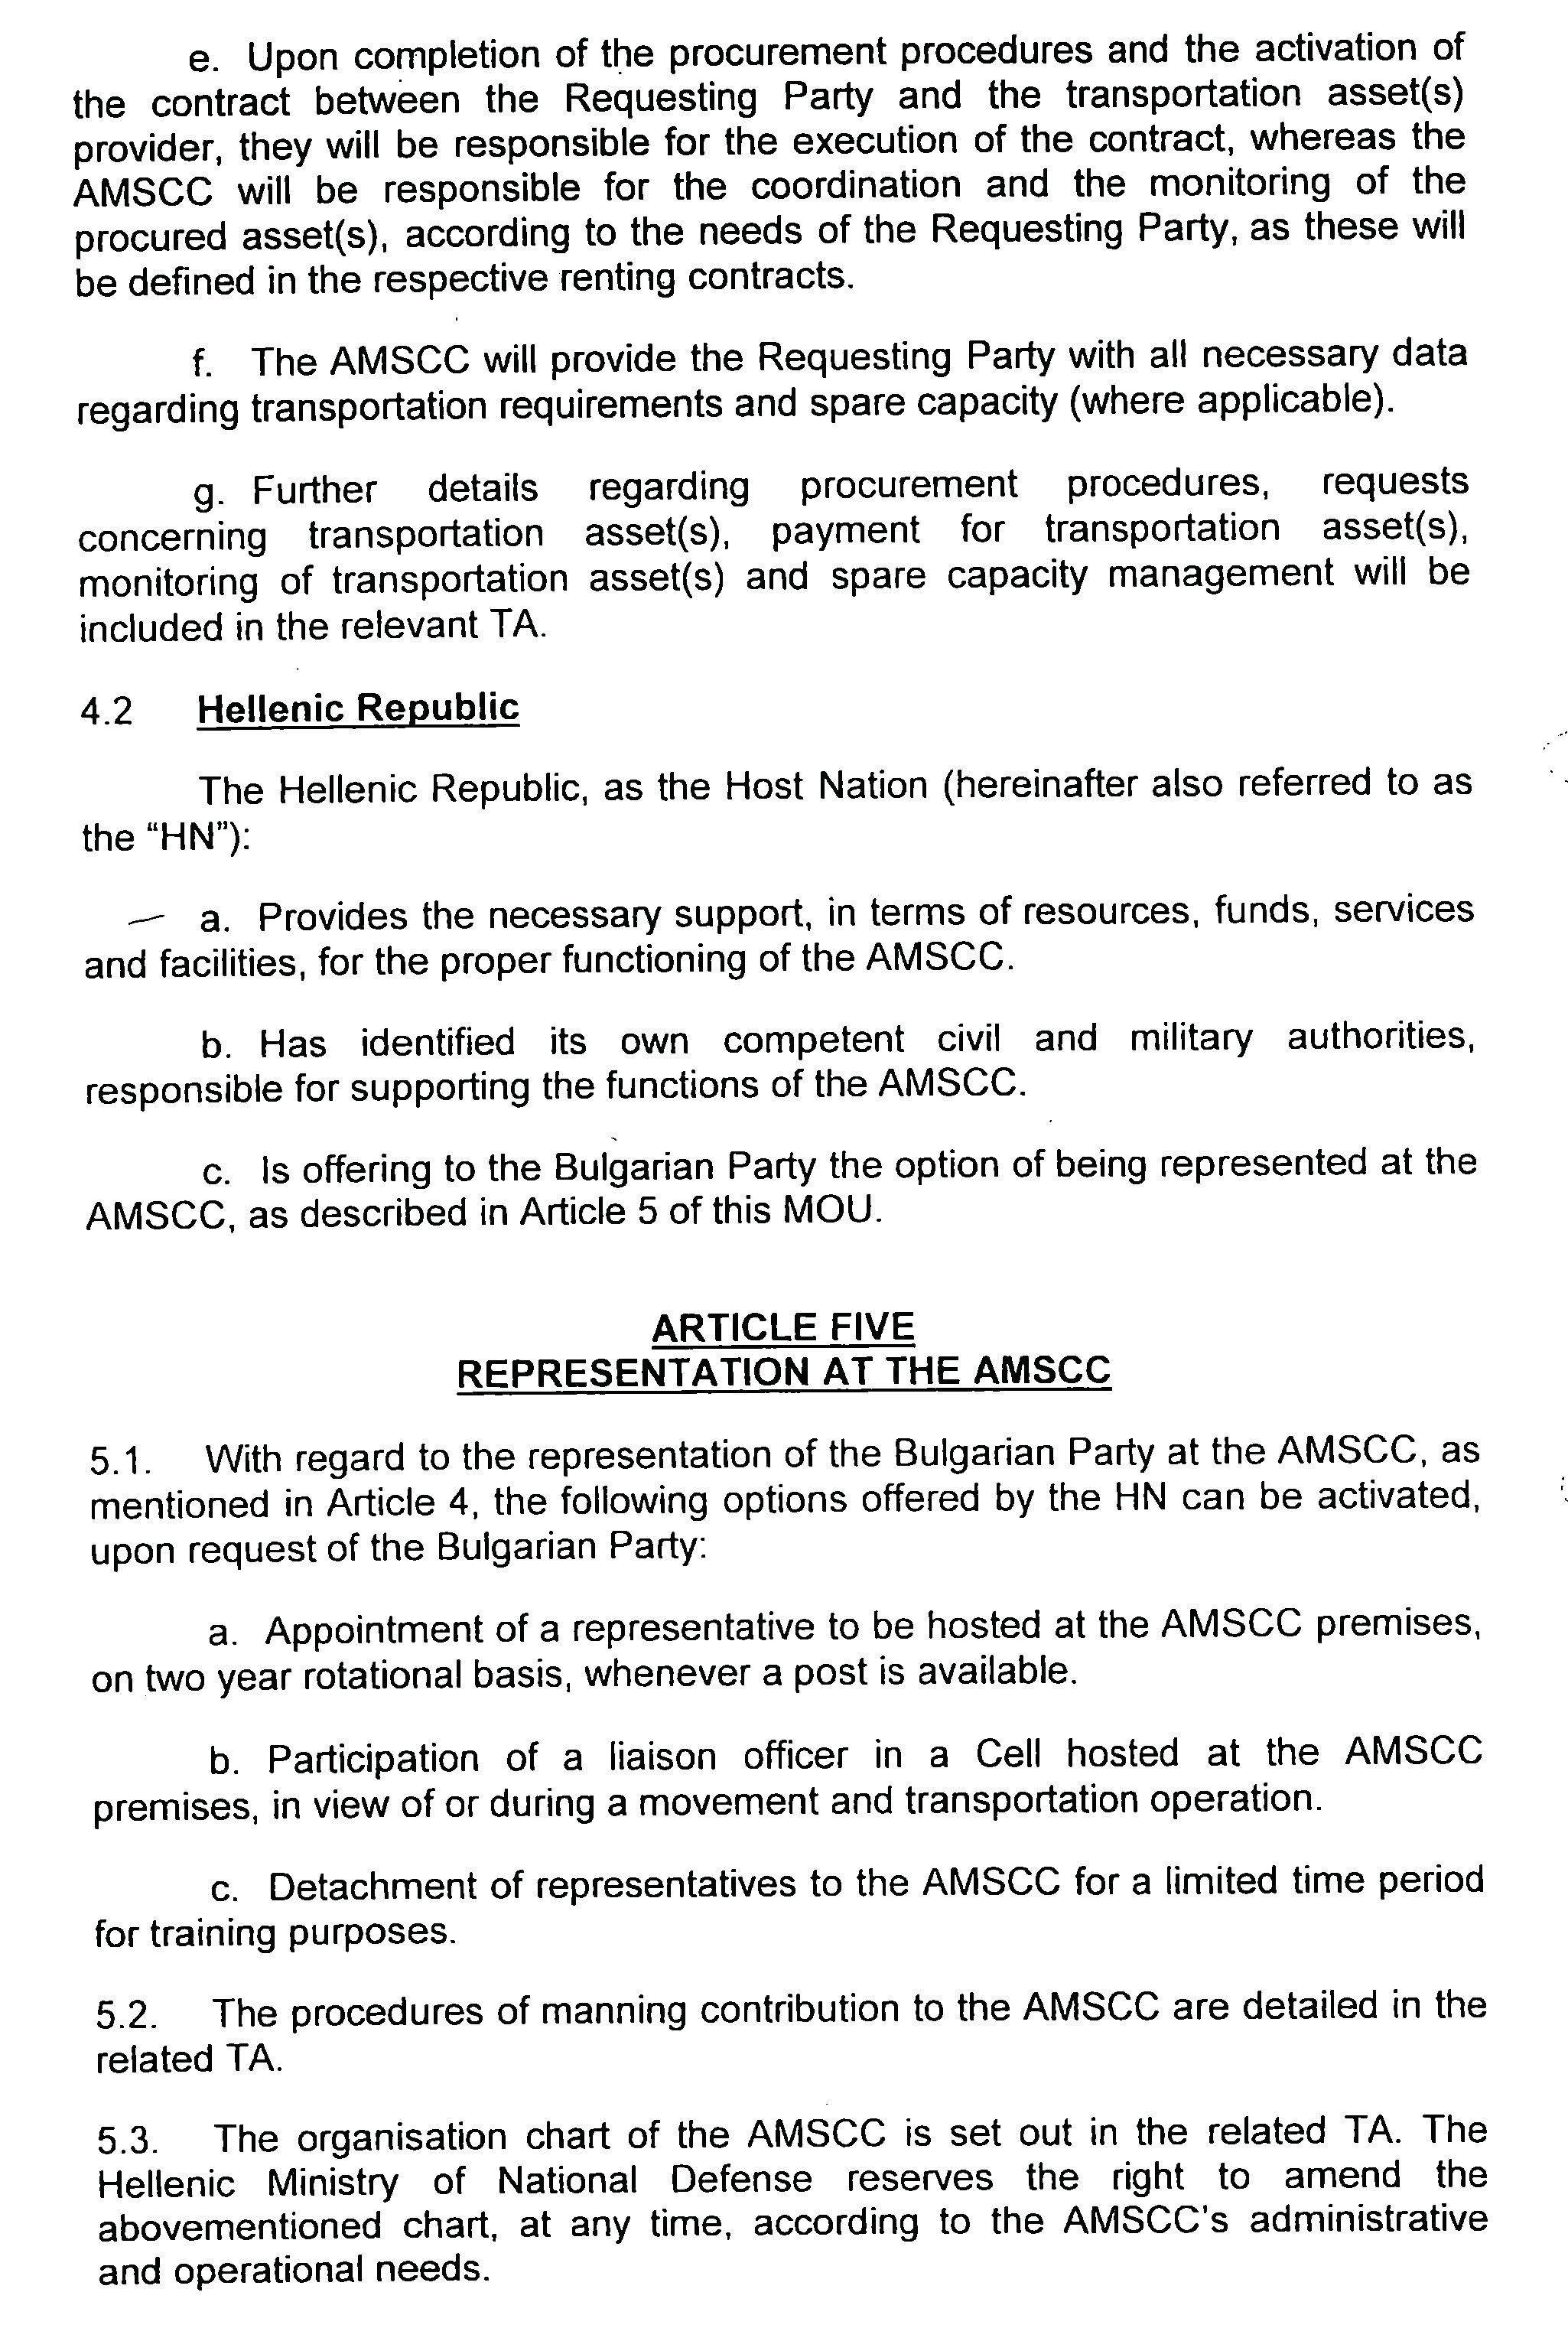 e. Upon completion of the procurement procedures and the activation of
the contract between the Requesting Party and the transportation asset(s)
provider, they will be responsible for the execution of the contract, whereas the
AMSCC will be responsible for the coordination and the monitoring of the
procured asset(s), according to the needs of the Requesting Party, as these will
be defined in the respective renting contracts.
f. The AMSCC will provide the Requesting Party with all necessary data
regarding transportation requirements and spare capacity (where applicable).
g. Further details regarding procurement procedures, requests
concerning transportation asset(s), payment for transportation asset(s),
monitoring of transportation asset(s) and spare capacity management will be
included in the relevant TA.
4.2 Hellenic Republic
The Hellenic Republic, as the Host Nation (hereinafter also referred to as
the “HN”):
a. Provides the necessary support, in terms of resources, funds, services
and facilities, for the proper functioning of the AMSCC.
b. Has identified its own competent civil and military authorities,
responsible for supporting the functions of the AMSCC.
c. Is offering to the Bulgarian Party the option of being represented at the
AMSCC, as described in Article 5 of this MOU.
ARTICLE FIVE
REPRESENTATION AT THE AMSCC
5.1. With regard to the representation of the Bulgarian Party at the AMSCC, as
mentioned in Article 4, the following options offered by the HN can be activated,
upon request of the Bulgarian Party:
a. Appointment of a representative to be hosted at the AMSCC premises,
on two year rotational basis, whenever a post is available.
b. Participation of a liaison officer in a Cell hosted at the AMSCC
premises, in view of or during a movement and transportation operation.
c. Detachment of representatives to the AMSCC for a limited time period
for training purposes.
5.2. The procedures of manning contribution to the AMSCC are detailed in the
related TA.
5.3. The organisation chart of the AMSCC is set out in the related TA. The
Hellenic Ministry of National Defense reserves the right to amend the
abovementioned chart, at any time, according to the AMSCC's administrative
and operational needs.